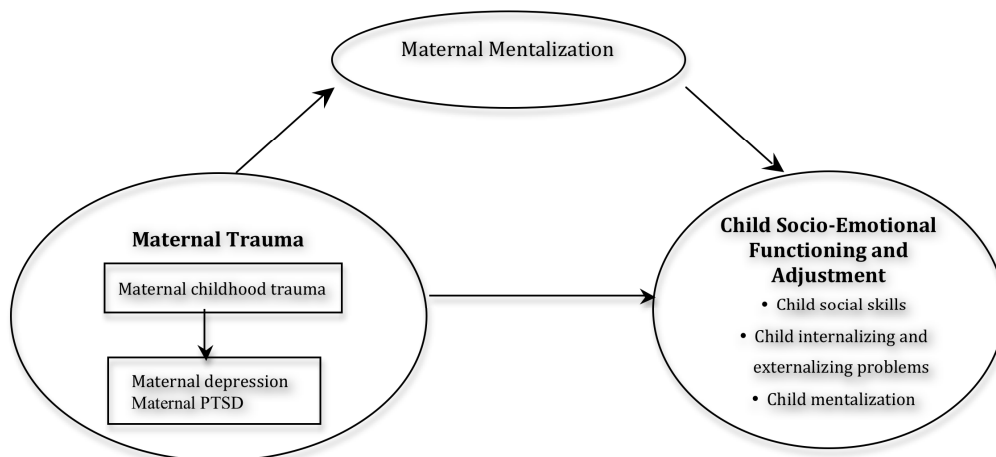 Maternal Mentalization
Maternal Trauma
Maternal childhood trauma
Maternal depression
Maternal PTSD
Child Socio-Emotional
Functioning and
Adjustment
• Child social skills
• Child internalizing and
externalizing problems
• Child mentalization